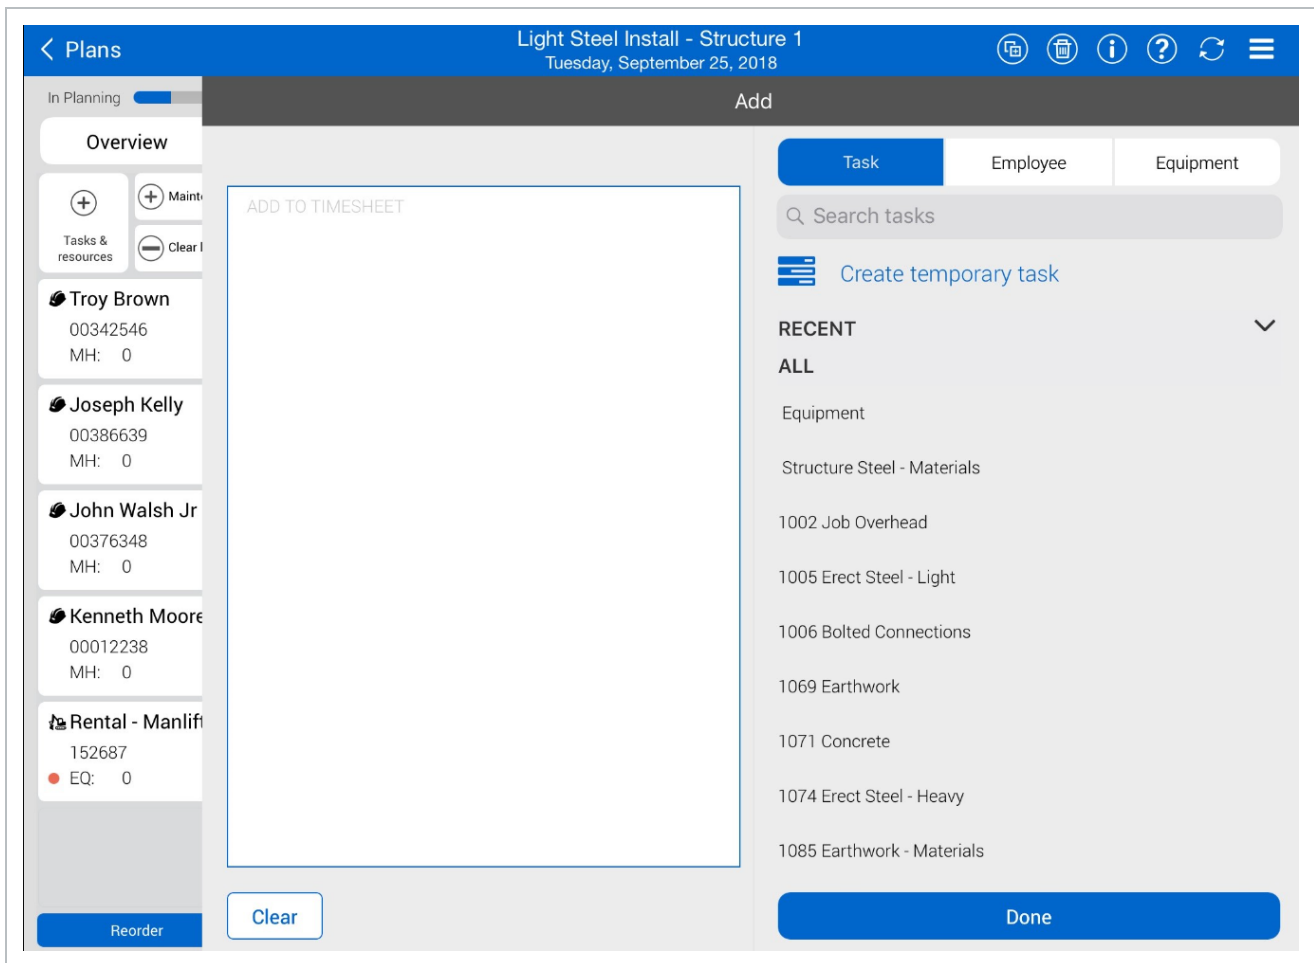 Plans
Light Steel Install - Structure 1
Tuesday, September 25, 2018
In Planning
Add
Overview
Task
Employee
Equipment
Tasks &
resources
Clear
ADD TO TIMESHEET
Search tasks
Create temporary task
RECENT
ALL
Equipment
Structure Steel - Materials
1002 Job Overhead
1005 Erect Steel - Light
1006 Bolted Connections
1069 Earthwork
1071 Concrete
1074 Erect Steel - Heavy
1085 Earthwork - Materials
Troy Brown
00342546
MH: 0
Joseph Kelly
00386639
MH: 0
John Walsh Jr
00376348
MH: 0
Kenneth Moore
00012238
MH: 0
Rental - Manlift
152687
EQ: 0
Reorder
Clear
Done